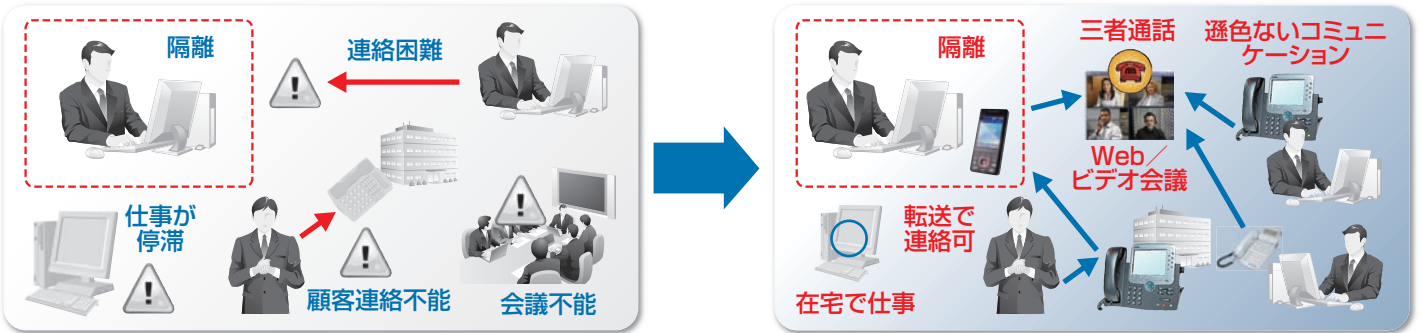 隔離
連絡困難
仕事が
停滞
顧客連絡不能
会議不能
隔離
三者通話
遜色ないコミュニ
ケーション
Web／
ビデオ会議
転送で
連絡可
在宅で仕事